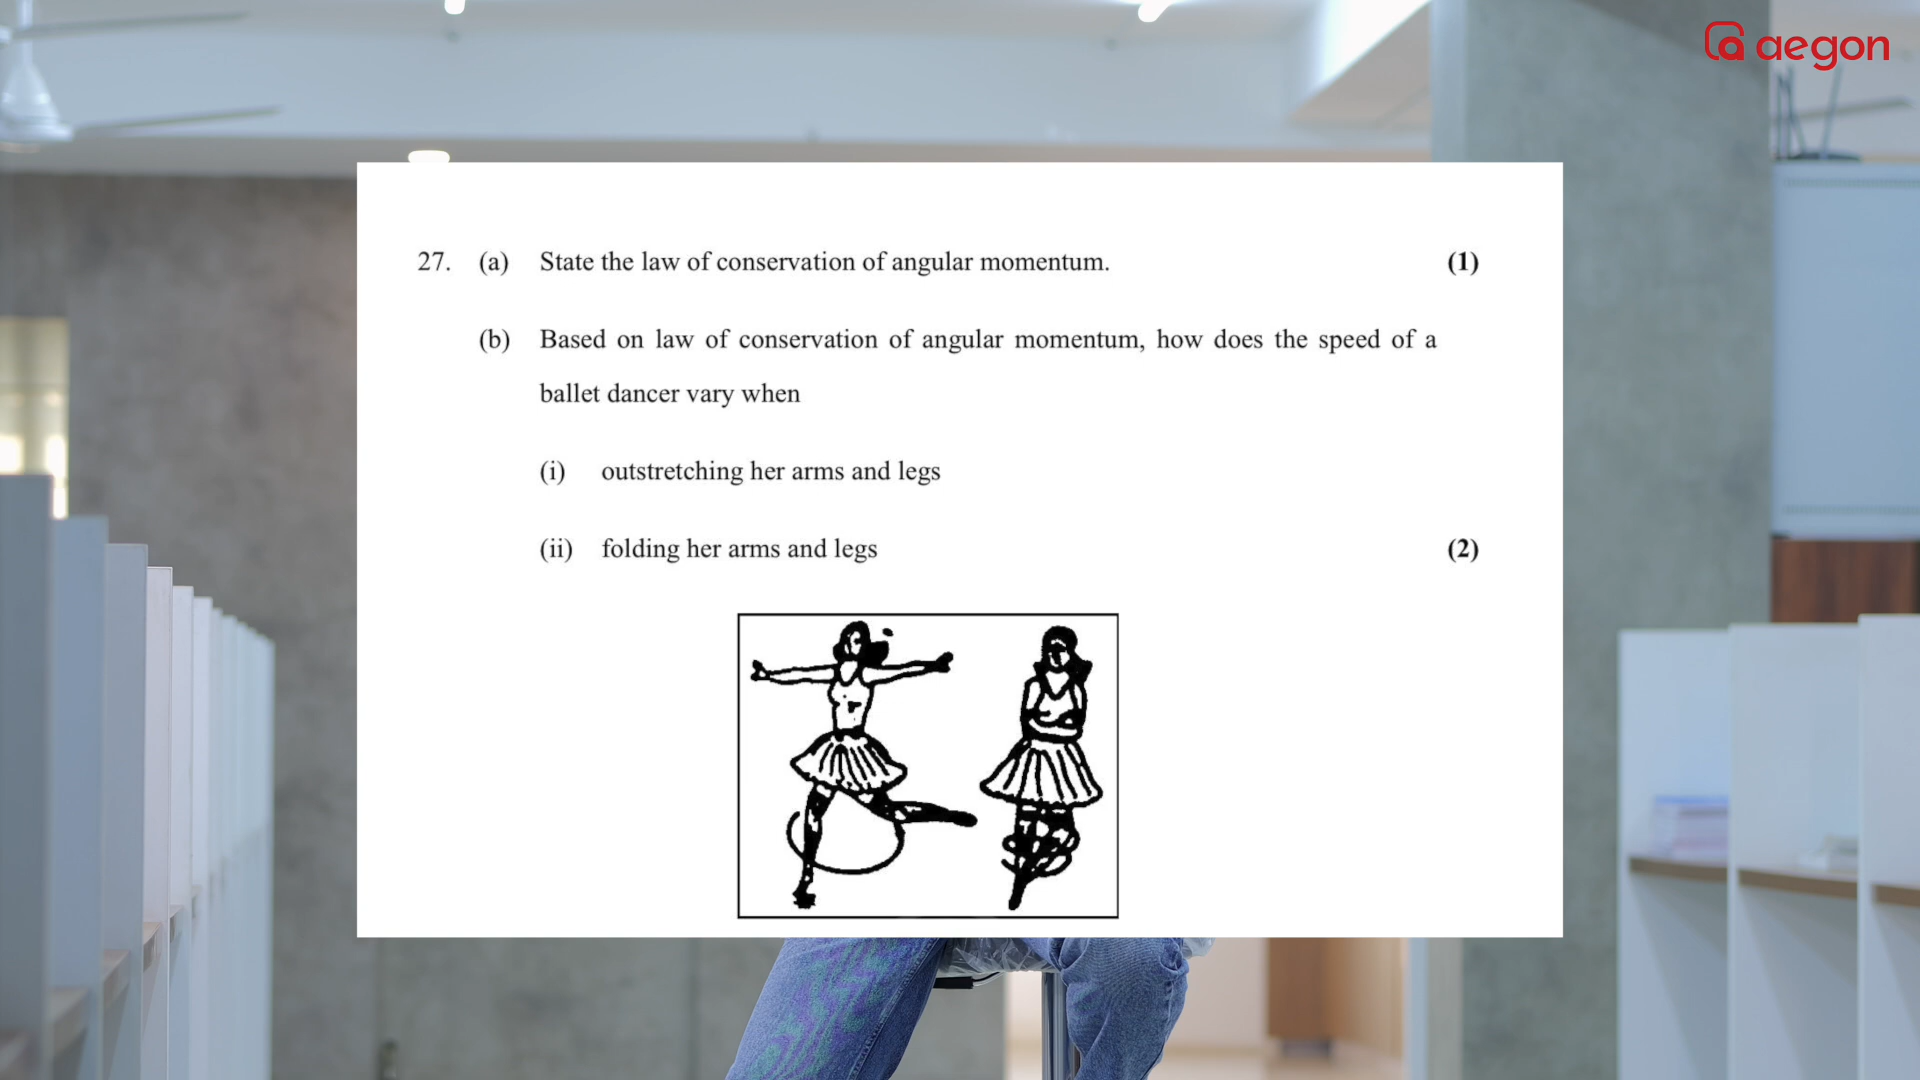 aegon
27. (a) State the law of conservation of angular momentum. (1)
(b) Based on law of conservation of angular momentum, how does the speed of a
ballet dancer vary when
(i) outstretching her arms and legs
(ii) folding her arms and legs (2)